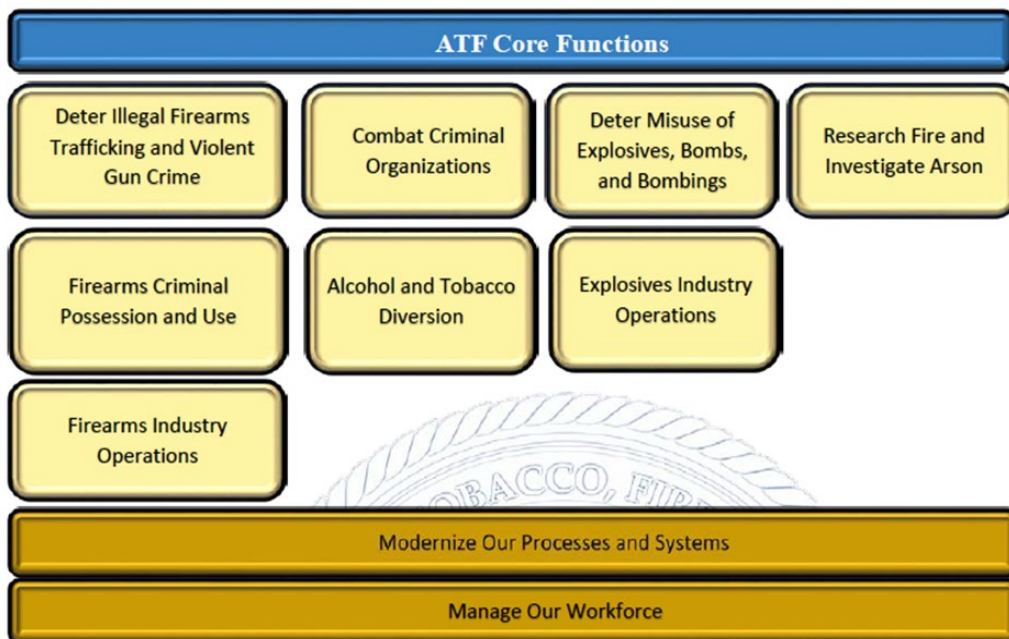 ATF Core Functions
Deter Illegal Firearms
Trafficking and Violent
Gun Crime
Combat Criminal
Organizations
Deter Misuse of
Explosives, Bombs,
and Bombings
Research Fire and
Investigate Arson
Firearms Criminal
Possession and Use
Alcohol and Tobacco
Diversion
Explosives Industry
Operations
Firearms Industry
Operations
TOBACCO, FIRE
Modernize Our Processes and Systems
Manage Our Workforce